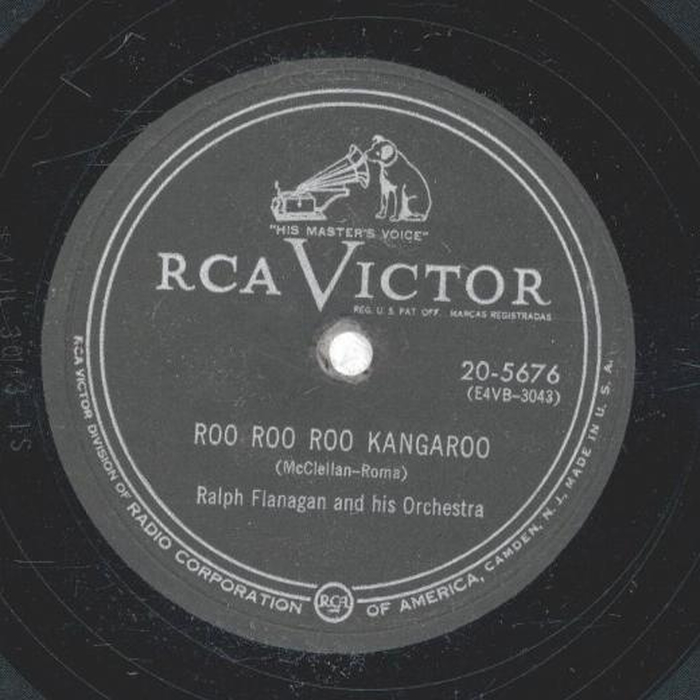 "HIS MASTER'S VOICE"
RCA VICTOR
REG. U. S. PAT. OFF. MARCAS REGISTRADAS
20-5676
(E4VB-3043)
ROO ROO ROO KANGAROO
(McClellan-Roma)
Ralph Flanagan and his Orchestra
RCA VICTOR DIVISION OF RADIO CORPORATION RCA OF AMERICA, CAMDEN, N. J., MADE IN U. S. A.